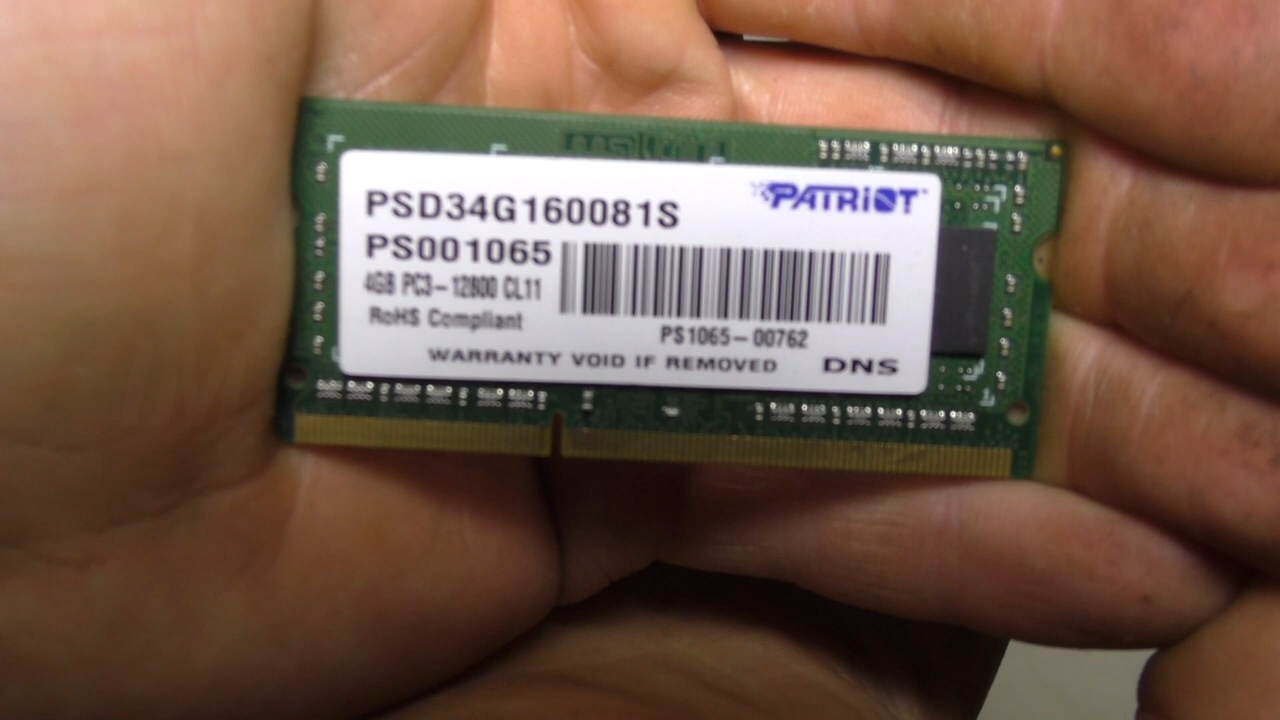 PATRIOT
PSD34G160081S
PS001065
4GB PC3-12800 CL11
RoHS Compliant
PS1065-00762
WARRANTY VOID IF REMOVED DNS